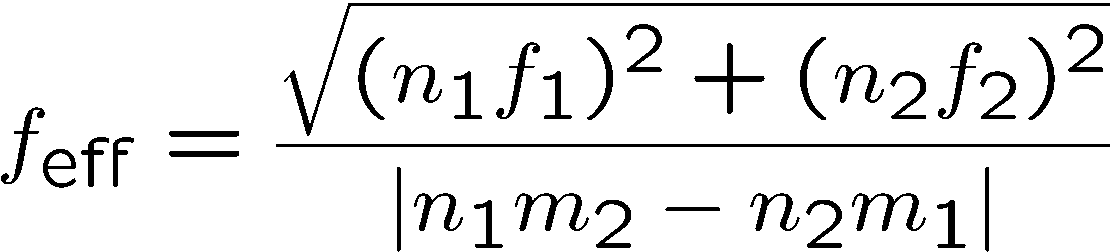 f_eff = √((n₁f₁)² + (n₂f₂)²) / |n₁m₂ − n₂m₁|